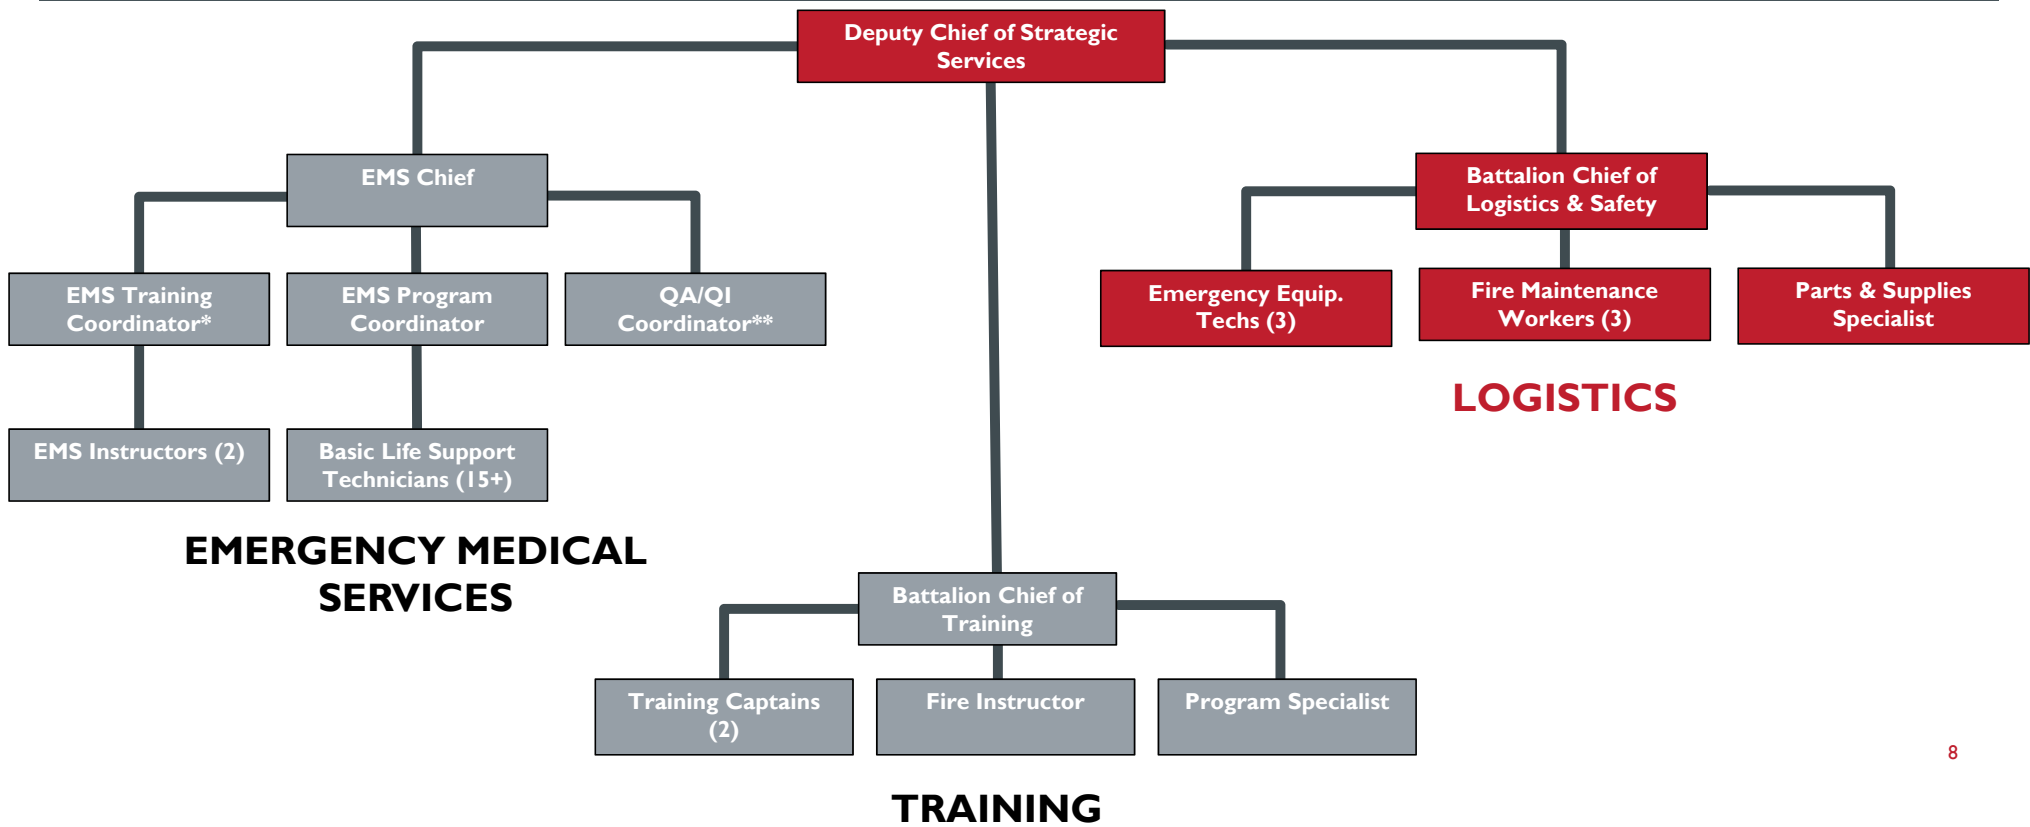 Deputy Chief of Strategic
Services
EMS Chief
Battalion Chief of
Logistics & Safety
EMS Training
Coordinator*
EMS Program
Coordinator
QA/QI
Coordinator**
Emergency Equip.
Techs (3)
Fire Maintenance
Workers (3)
Parts & Supplies
Specialist
LOGISTICS
EMS Instructors (2)
Basic Life Support
Technicians (15+)
EMERGENCY MEDICAL
SERVICES
Battalion Chief of
Training
Training Captains
(2)
Fire Instructor
Program Specialist
8
TRAINING